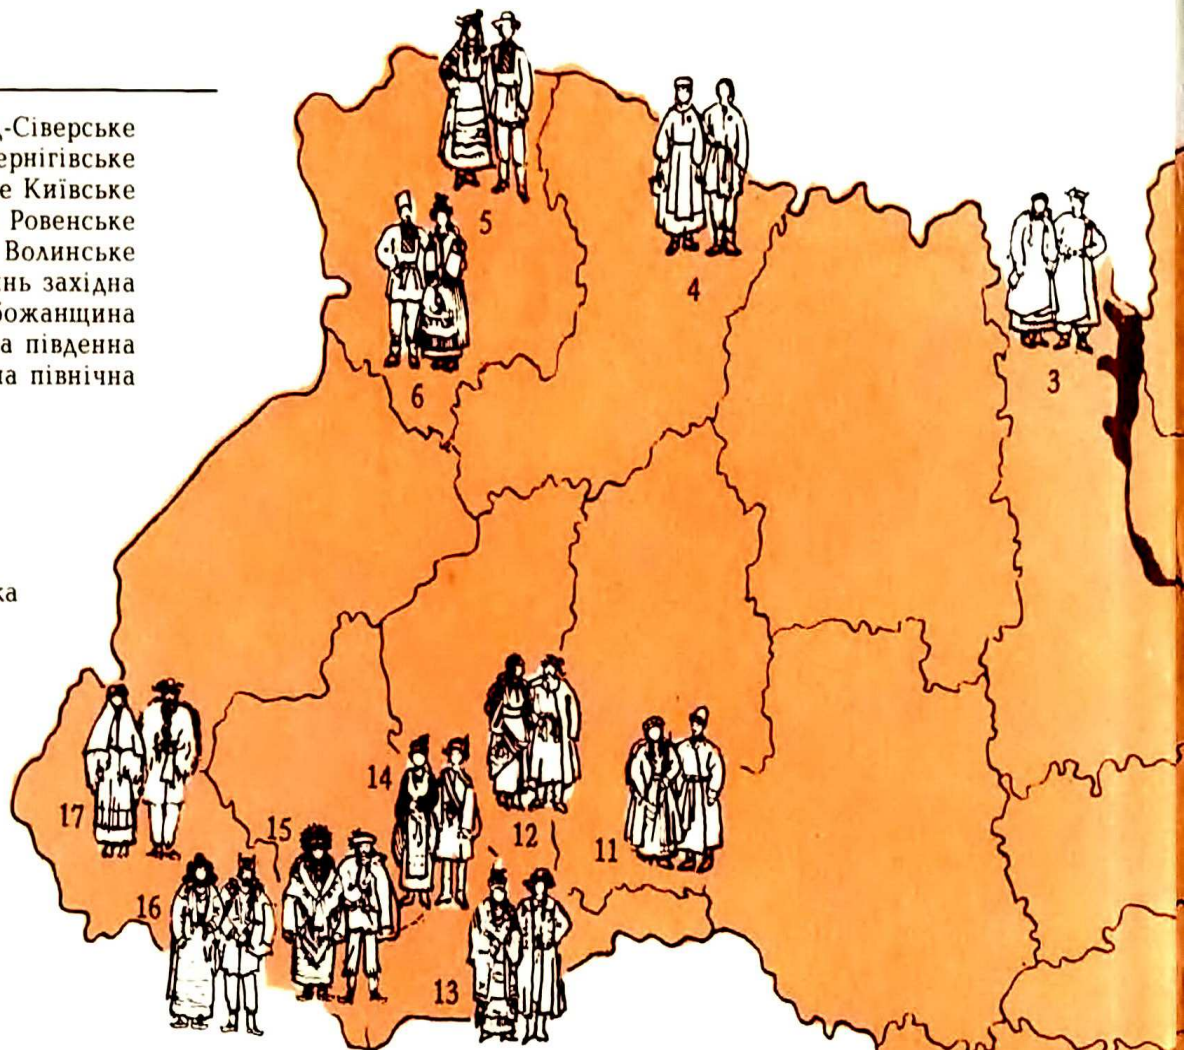 -Сіверське
ернігівське
е Київське
Ровенське
Волинське
нь західна
божанщина
а південна
на північна
ка
5
4
3
6
14
12
11
17
15
16
13